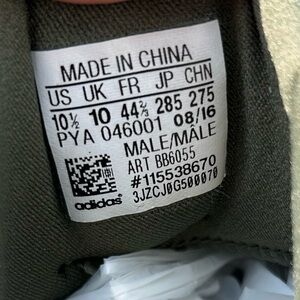 MADE IN CHINA
US UK FR JP CHN
10½ 10 44⅔ 285 275
PYA 046001 08/16
MALE/MÂLE
ART BB6055
#115538670
3JZCJ0G500070
adidas